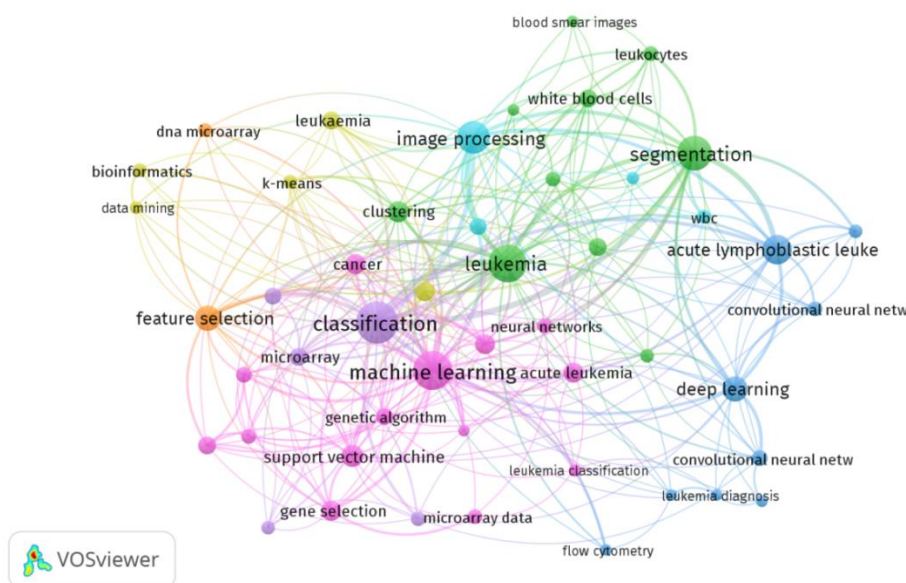 blood smear images
leukocytes
white blood cells
leukaemia
dna microarray
image processing
segmentation
bioinformatics
k-means
data mining
clustering
wbc
acute lymphoblastic leuke
leukemia
cancer
convolutional neural netw
feature selection
classification
neural networks
microarray
machine learning
acute leukemia
deep learning
genetic algorithm
support vector machine
convolutional neural netw
leukemia classification
leukemia diagnosis
gene selection
microarray data
flow cytometry
VOSviewer